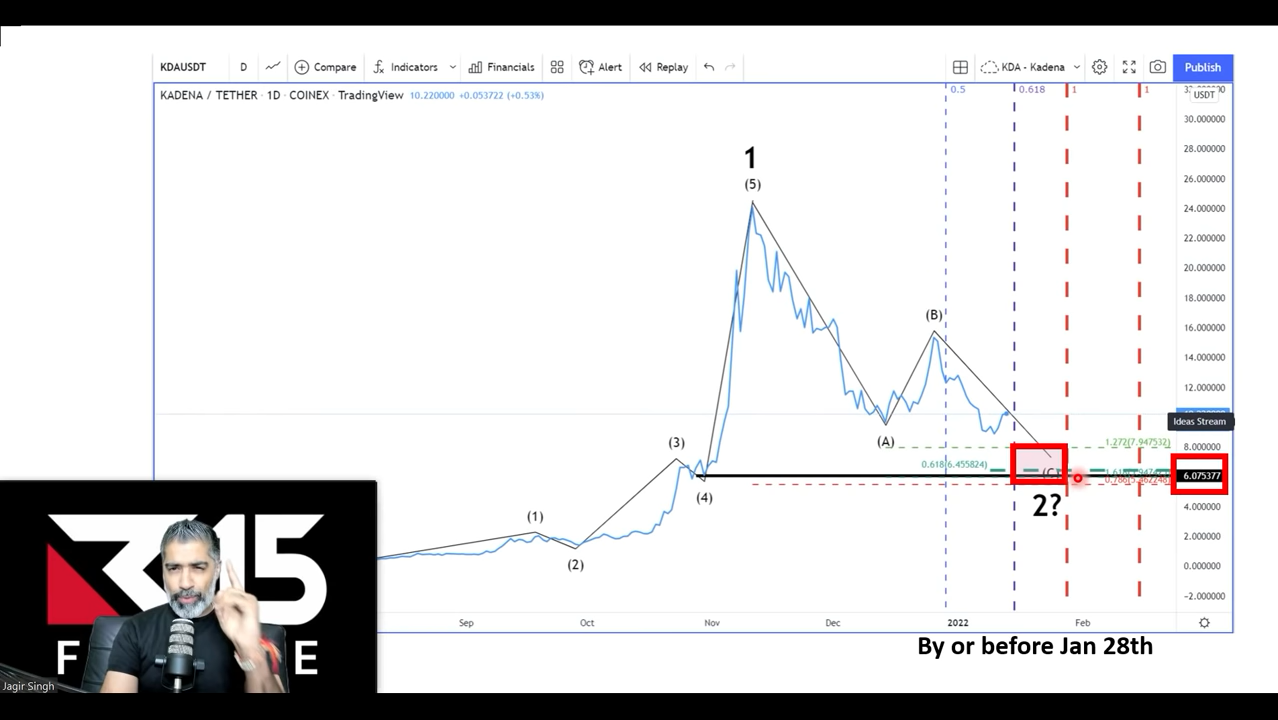 KDAUSDT D Compare Indicators Financials Alert Replay KDA - Kadena Publish
KADENA / TETHER · 1D · COINEX · TradingView 10.220000 +0.053722 (+0.53%)
0.5 0.618 1 1
USDT
30.000000
28.000000
26.000000
24.000000
22.000000
20.000000
18.000000
16.000000
14.000000
12.000000
Ideas Stream
8.000000
6.075377
4.000000
2.000000
0.000000
−2.000000
1
(5)
(B)
(A)
(3)
(4)
(1)
(2)
1.272(7.947532)
0.618(6.455824)
(C)
2?
Sep Oct Nov Dec 2022 Feb
By or before Jan 28th
R45
F E
Jagir Singh